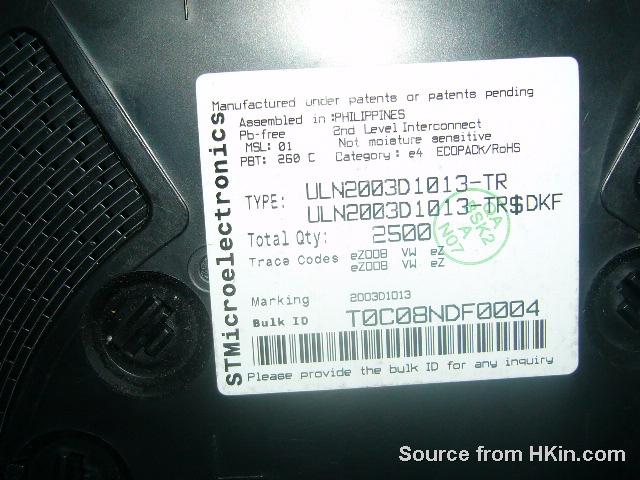 STMicroelectronics
Manufactured under patents or patents pending
Assembled in :PHILIPPINES
Pb-free 2nd Level Interconnect
MSL: 01 Not moisture sensitive
PBT: 260 C Category: e4 ECOPACK/RoHS
TYPE: ULN2003D1013-TR
ULN2003D1013-TR$DKF
Total Qty: 2500
Trace Codes eZ008 VW eZ
eZ008 VW eZ
Marking 2003D1013
Bulk ID T0C08NDF0004
Please provide the bulk ID for any inquiry
Source from HKin.com